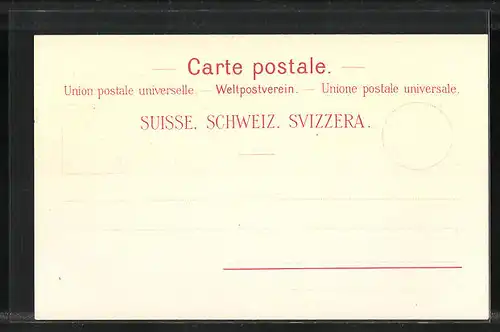 — Carte postale. —
Union postale universelle. — Weltpostverein. — Unione postale universale.
SUISSE. SCHWEIZ. SVIZZERA.